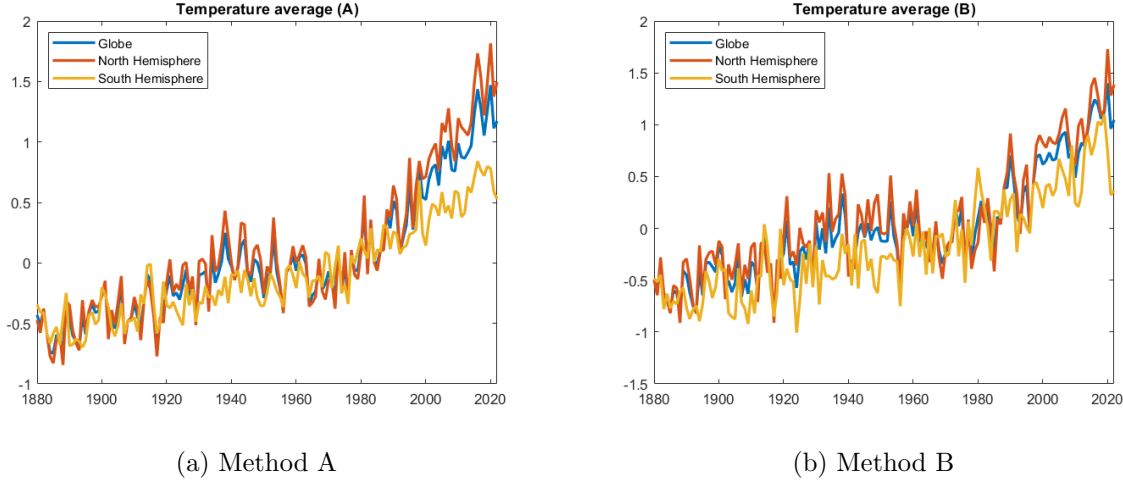 Temperature average (A)
Globe
North Hemisphere
South Hemisphere
2
1.5
1
0.5
0
-0.5
-1
1880 1900 1920 1940 1960 1980 2000 2020
(a) Method A
Temperature average (B)
Globe
North Hemisphere
South Hemisphere
2
1.5
1
0.5
0
-0.5
-1
-1.5
1880 1900 1920 1940 1960 1980 2000 2020
(b) Method B